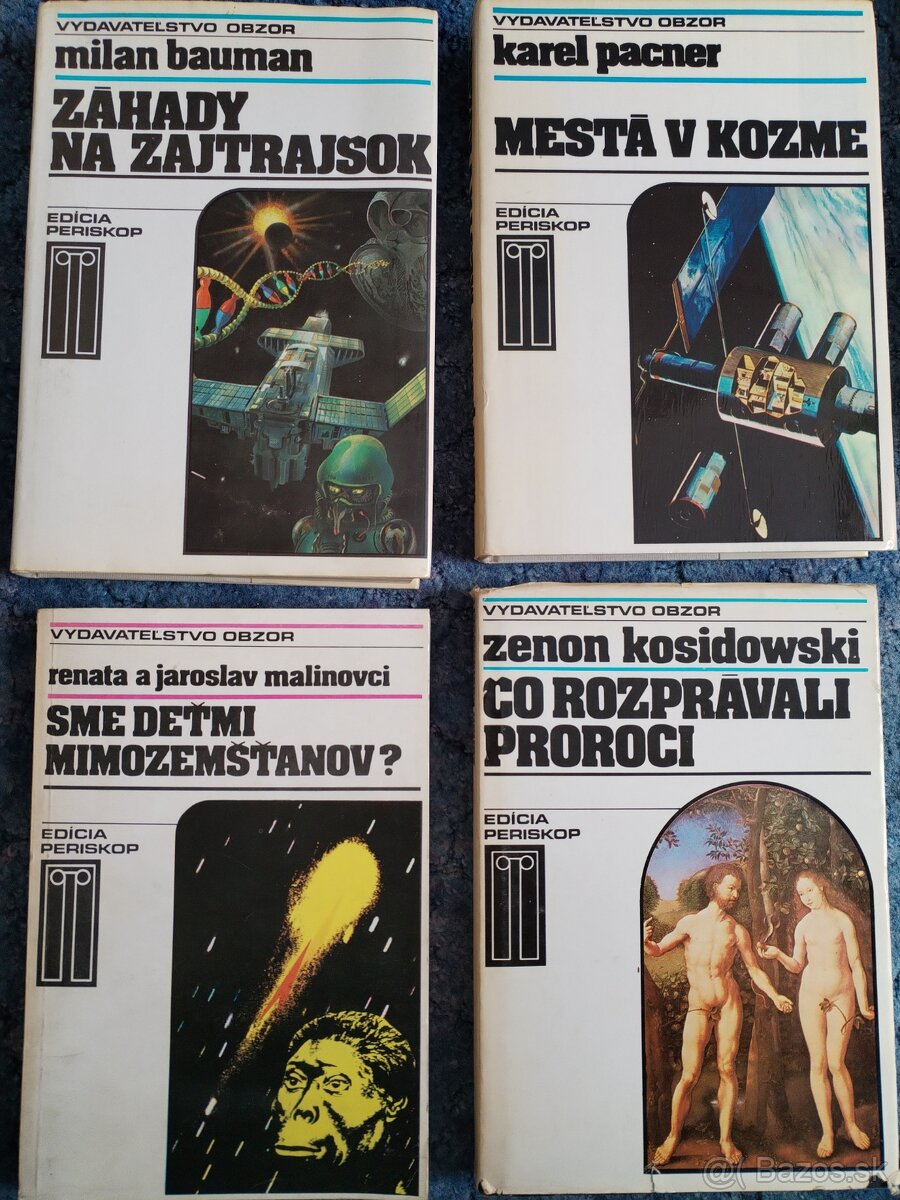 VYDAVATEĽSTVO OBZOR
milan bauman
ZÁHADY
NA ZAJTRAJŠOK
EDÍCIA
PERISKOP
VYDAVATEĽSTVO OBZOR
karel pacner
MESTÁ V KOZME
EDÍCIA
PERISKOP
VYDAVATEĽSTVO OBZOR
renata a jaroslav malinovci
SME DEŤMI
MIMOZEMŠŤANOV?
EDÍCIA
PERISKOP
VYDAVATEĽSTVO OBZOR
zenon kosidowski
ČO ROZPRÁVALI
PROROCI
EDÍCIA
PERISKOP
@ Bazos.sk